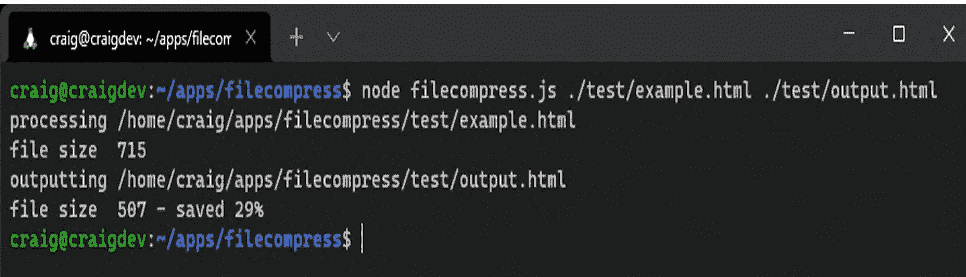 craig@craigdev: ~/apps/filecom
craig@craigdev:~/apps/filecompress$ node filecompress.js ./test/example.html ./test/output.html
processing /home/craig/apps/filecompress/test/example.html
file size  715
outputting /home/craig/apps/filecompress/test/output.html
file size  507 - saved 29%
craig@craigdev:~/apps/filecompress$